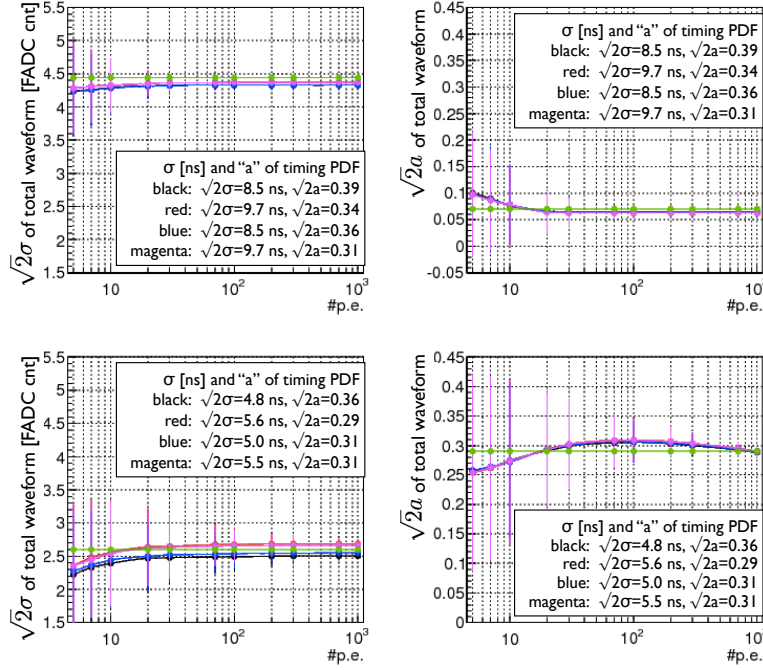 √2σ of total waveform [FADC cnt]
5.5
5
4.5
4
3.5
3
2.5
2
1.5
σ [ns] and “a” of timing PDF
black: √2σ=8.5 ns, √2a=0.39
red: √2σ=9.7 ns, √2a=0.34
blue: √2σ=8.5 ns, √2a=0.36
magenta: √2σ=9.7 ns, √2a=0.31
10 10² 10³
#p.e.
√2a of total waveform
0.45
0.4
0.35
0.3
0.25
0.2
0.15
0.1
0.05
0
-0.05
σ [ns] and “a” of timing PDF
black: √2σ=8.5 ns, √2a=0.39
red: √2σ=9.7 ns, √2a=0.34
blue: √2σ=8.5 ns, √2a=0.36
magenta: √2σ=9.7 ns, √2a=0.31
10 10² 10³
#p.e.
√2σ of total waveform [FADC cnt]
5.5
5
4.5
4
3.5
3
2.5
2
1.5
σ [ns] and “a” of timing PDF
black: √2σ=4.8 ns, √2a=0.36
red: √2σ=5.6 ns, √2a=0.29
blue: √2σ=5.0 ns, √2a=0.31
magenta: √2σ=5.5 ns, √2a=0.31
10 10² 10³
#p.e.
√2a of total waveform
0.45
0.4
0.35
0.3
0.25
0.2
0.15
0.1
0.05
0
σ [ns] and “a” of timing PDF
black: √2σ=4.8 ns, √2a=0.36
red: √2σ=5.6 ns, √2a=0.29
blue: √2σ=5.0 ns, √2a=0.31
magenta: √2σ=5.5 ns, √2a=0.31
10 10² 10³
#p.e.